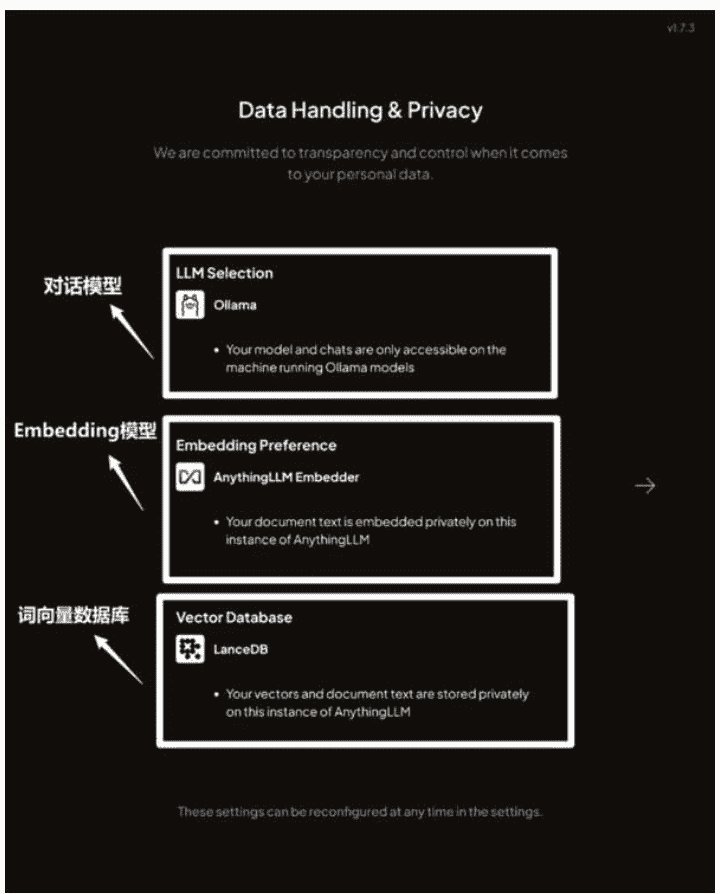 v1.7.3
Data Handling & Privacy
We are committed to transparency and control when it comes
to your personal data.
对话模型
LLM Selection
Ollama
• Your model and chats are only accessible on the
machine running Ollama models
Embedding模型
Embedding Preference
AnythingLLM Embedder
• Your document text is embedded privately on this
instance of AnythingLLM
词向量数据库
Vector Database
LanceDB
• Your vectors and document text are stored privately
on this instance of AnythingLLM
These settings can be reconfigured at any time in the settings.